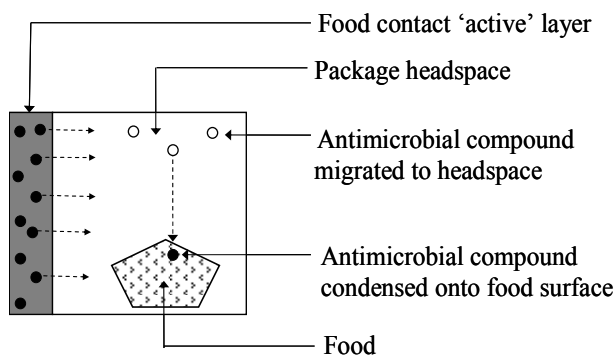 Food contact ‘active’ layer
Package headspace
Antimicrobial compound
migrated to headspace
Antimicrobial compound
condensed onto food surface
Food